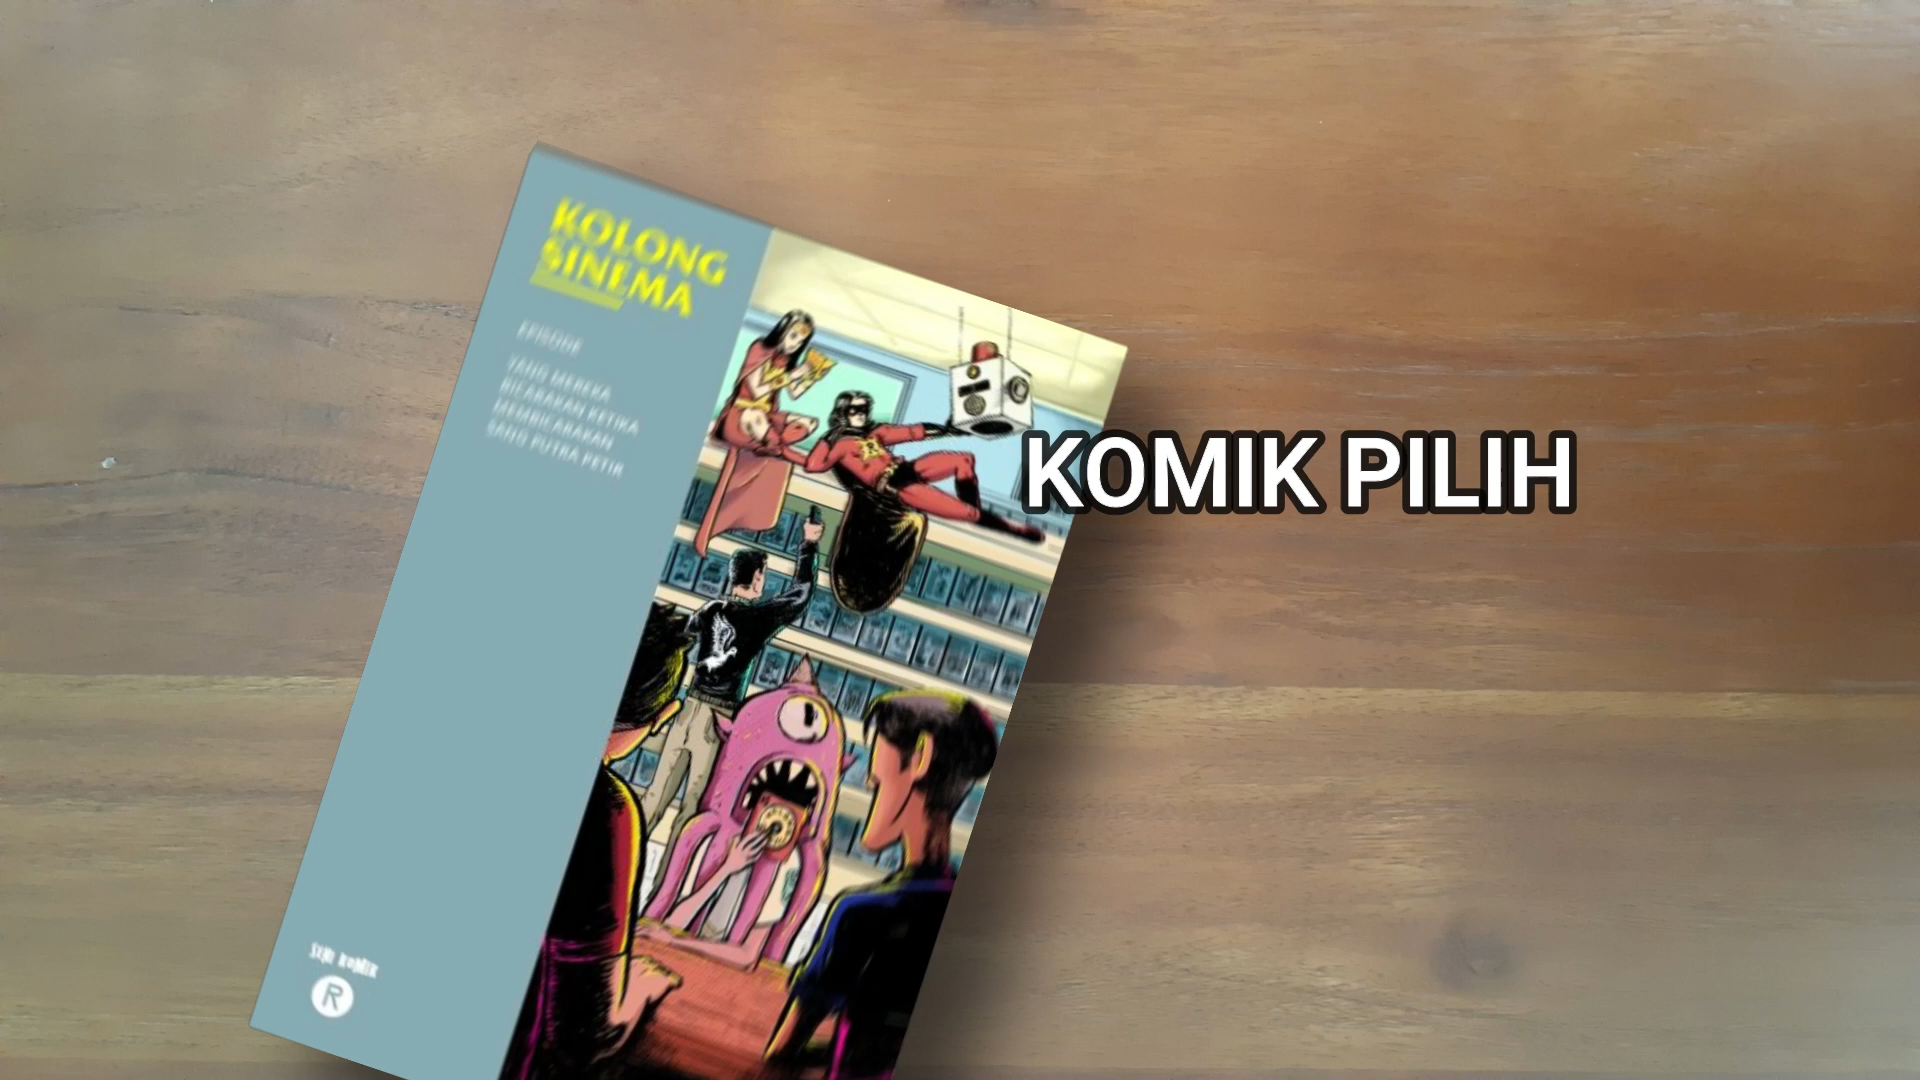 KOLONG
SINEMA
EPISODE
YANG MEREKA
BICARAKAN KETIKA
MEMBICARAKAN
SANG PUTRA PETIR
KOMIK PILIH
SERI KOMIK
R